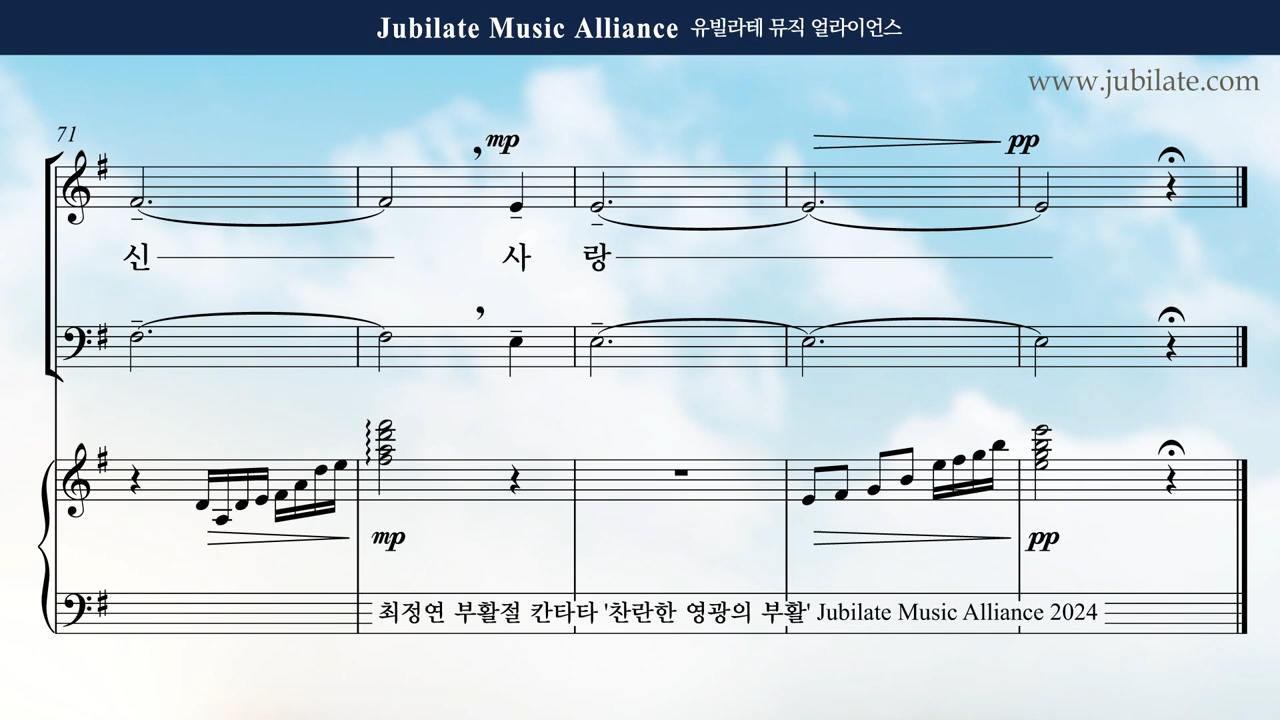 Jubilate Music Alliance 유빌라테 뮤직 얼라이언스
www.jubilate.com
71
mp
pp
신 사 랑
mp
pp
최정연 부활절 칸타타 '찬란한 영광의 부활' Jubilate Music Alliance 2024